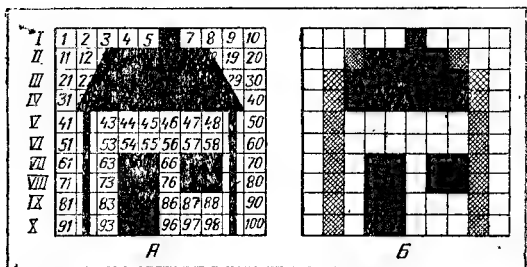 I 1 2 3 4 5 7 8 9 10
II 11 12 19 20
III 21 2 29 30
IV 31 40
V 41 43 44 45 46 47 48 50
VI 51 53 54 55 56 57 58 60
VII 61 63 66 70
VIII 71 73 76 80
IX 81 83 86 87 88 90
X 91 93 96 97 98 100
А Б